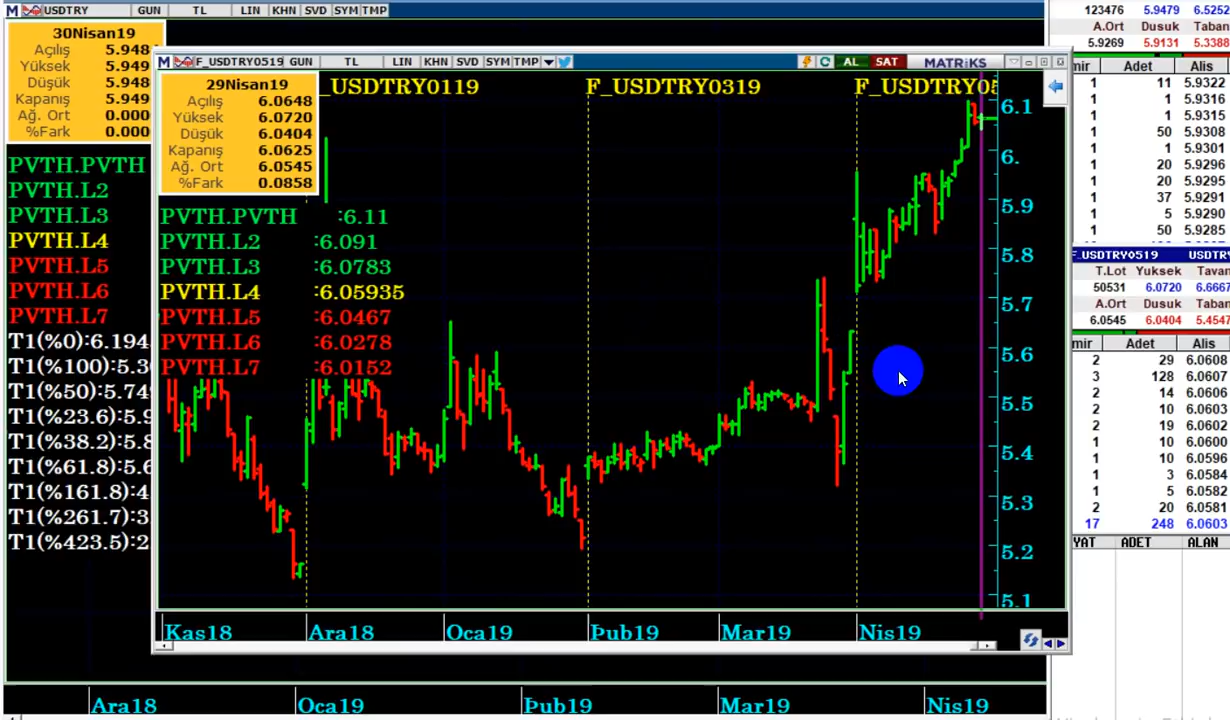 M USDTRY GUN TL LIN KHN SVD SYM TMP
30Nisan19
Açılış 5.948
Yüksek 5.949
Düşük 5.948
Kapanış 5.949
Ağ. Ort 0.000
%Fark 0.000
PVTH.PVTH
PVTH.L2
PVTH.L3
PVTH.L4
PVTH.L5
PVTH.L6
PVTH.L7
T1(%0):6.194
T1(%100):5.3
T1(%50):5.74
T1(%23.6):5.9
T1(%38.2):5.8
T1(%61.8):5.6
T1(%161.8):4
T1(%261.7):3
T1(%423.5):2
Ara18 Oca19 Şub19 Mar19 Nis19
M F_USDTRY0519 GUN TL LIN KHN SVD SYM TMP AL SAT MATRiKS
29Nisan19
Açılış 6.0648
Yüksek 6.0720
Düşük 6.0404
Kapanış 6.0625
Ağ. Ort 6.0545
%Fark 0.0858
_USDTRY0119 F_USDTRY0319 F_USDTRY05
PVTH.PVTH :6.11
PVTH.L2 :6.091
PVTH.L3 :6.0783
PVTH.L4 :6.05935
PVTH.L5 :6.0467
PVTH.L6 :6.0278
PVTH.L7 :6.0152
6.1
6.
5.9
5.8
5.7
5.6
5.5
5.4
5.3
5.2
5.1
Kas18 Ara18 Oca19 Şub19 Mar19 Nis19
123476 5.9479 6.5252
A.Ort Dusuk Taban
5.9269 5.9131 5.3388
mir Adet Alis
1 11 5.9322
1 1 5.9316
1 1 5.9315
1 50 5.9308
1 1 5.9301
1 20 5.9296
1 20 5.9295
1 37 5.9291
1 5 5.9290
1 50 5.9285
F_USDTRY0519 USDTR
T.Lot Yuksek Tavan
50531 6.0720 6.6667
A.Ort Dusuk Taban
6.0545 6.0404 5.4547
mir Adet Alis
2 29 6.0608
3 128 6.0607
2 14 6.0606
2 10 6.0603
2 19 6.0602
1 10 6.0600
1 10 6.0596
1 3 6.0584
1 5 6.0582
2 20 6.0581
17 248 6.0603
YAT ADET ALAN